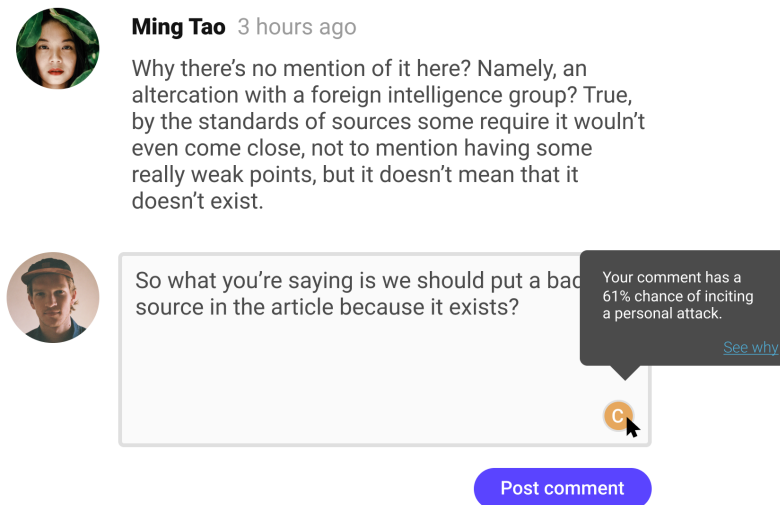 Ming Tao 3 hours ago
Why there’s no mention of it here? Namely, an
altercation with a foreign intelligence group? True,
by the standards of sources some require it wouln’t
even come close, not to mention having some
really weak points, but it doesn’t mean that it
doesn’t exist.
So what you’re saying is we should put a bad
source in the article because it exists?
Your comment has a
61% chance of inciting
a personal attack.
See why
C
Post comment